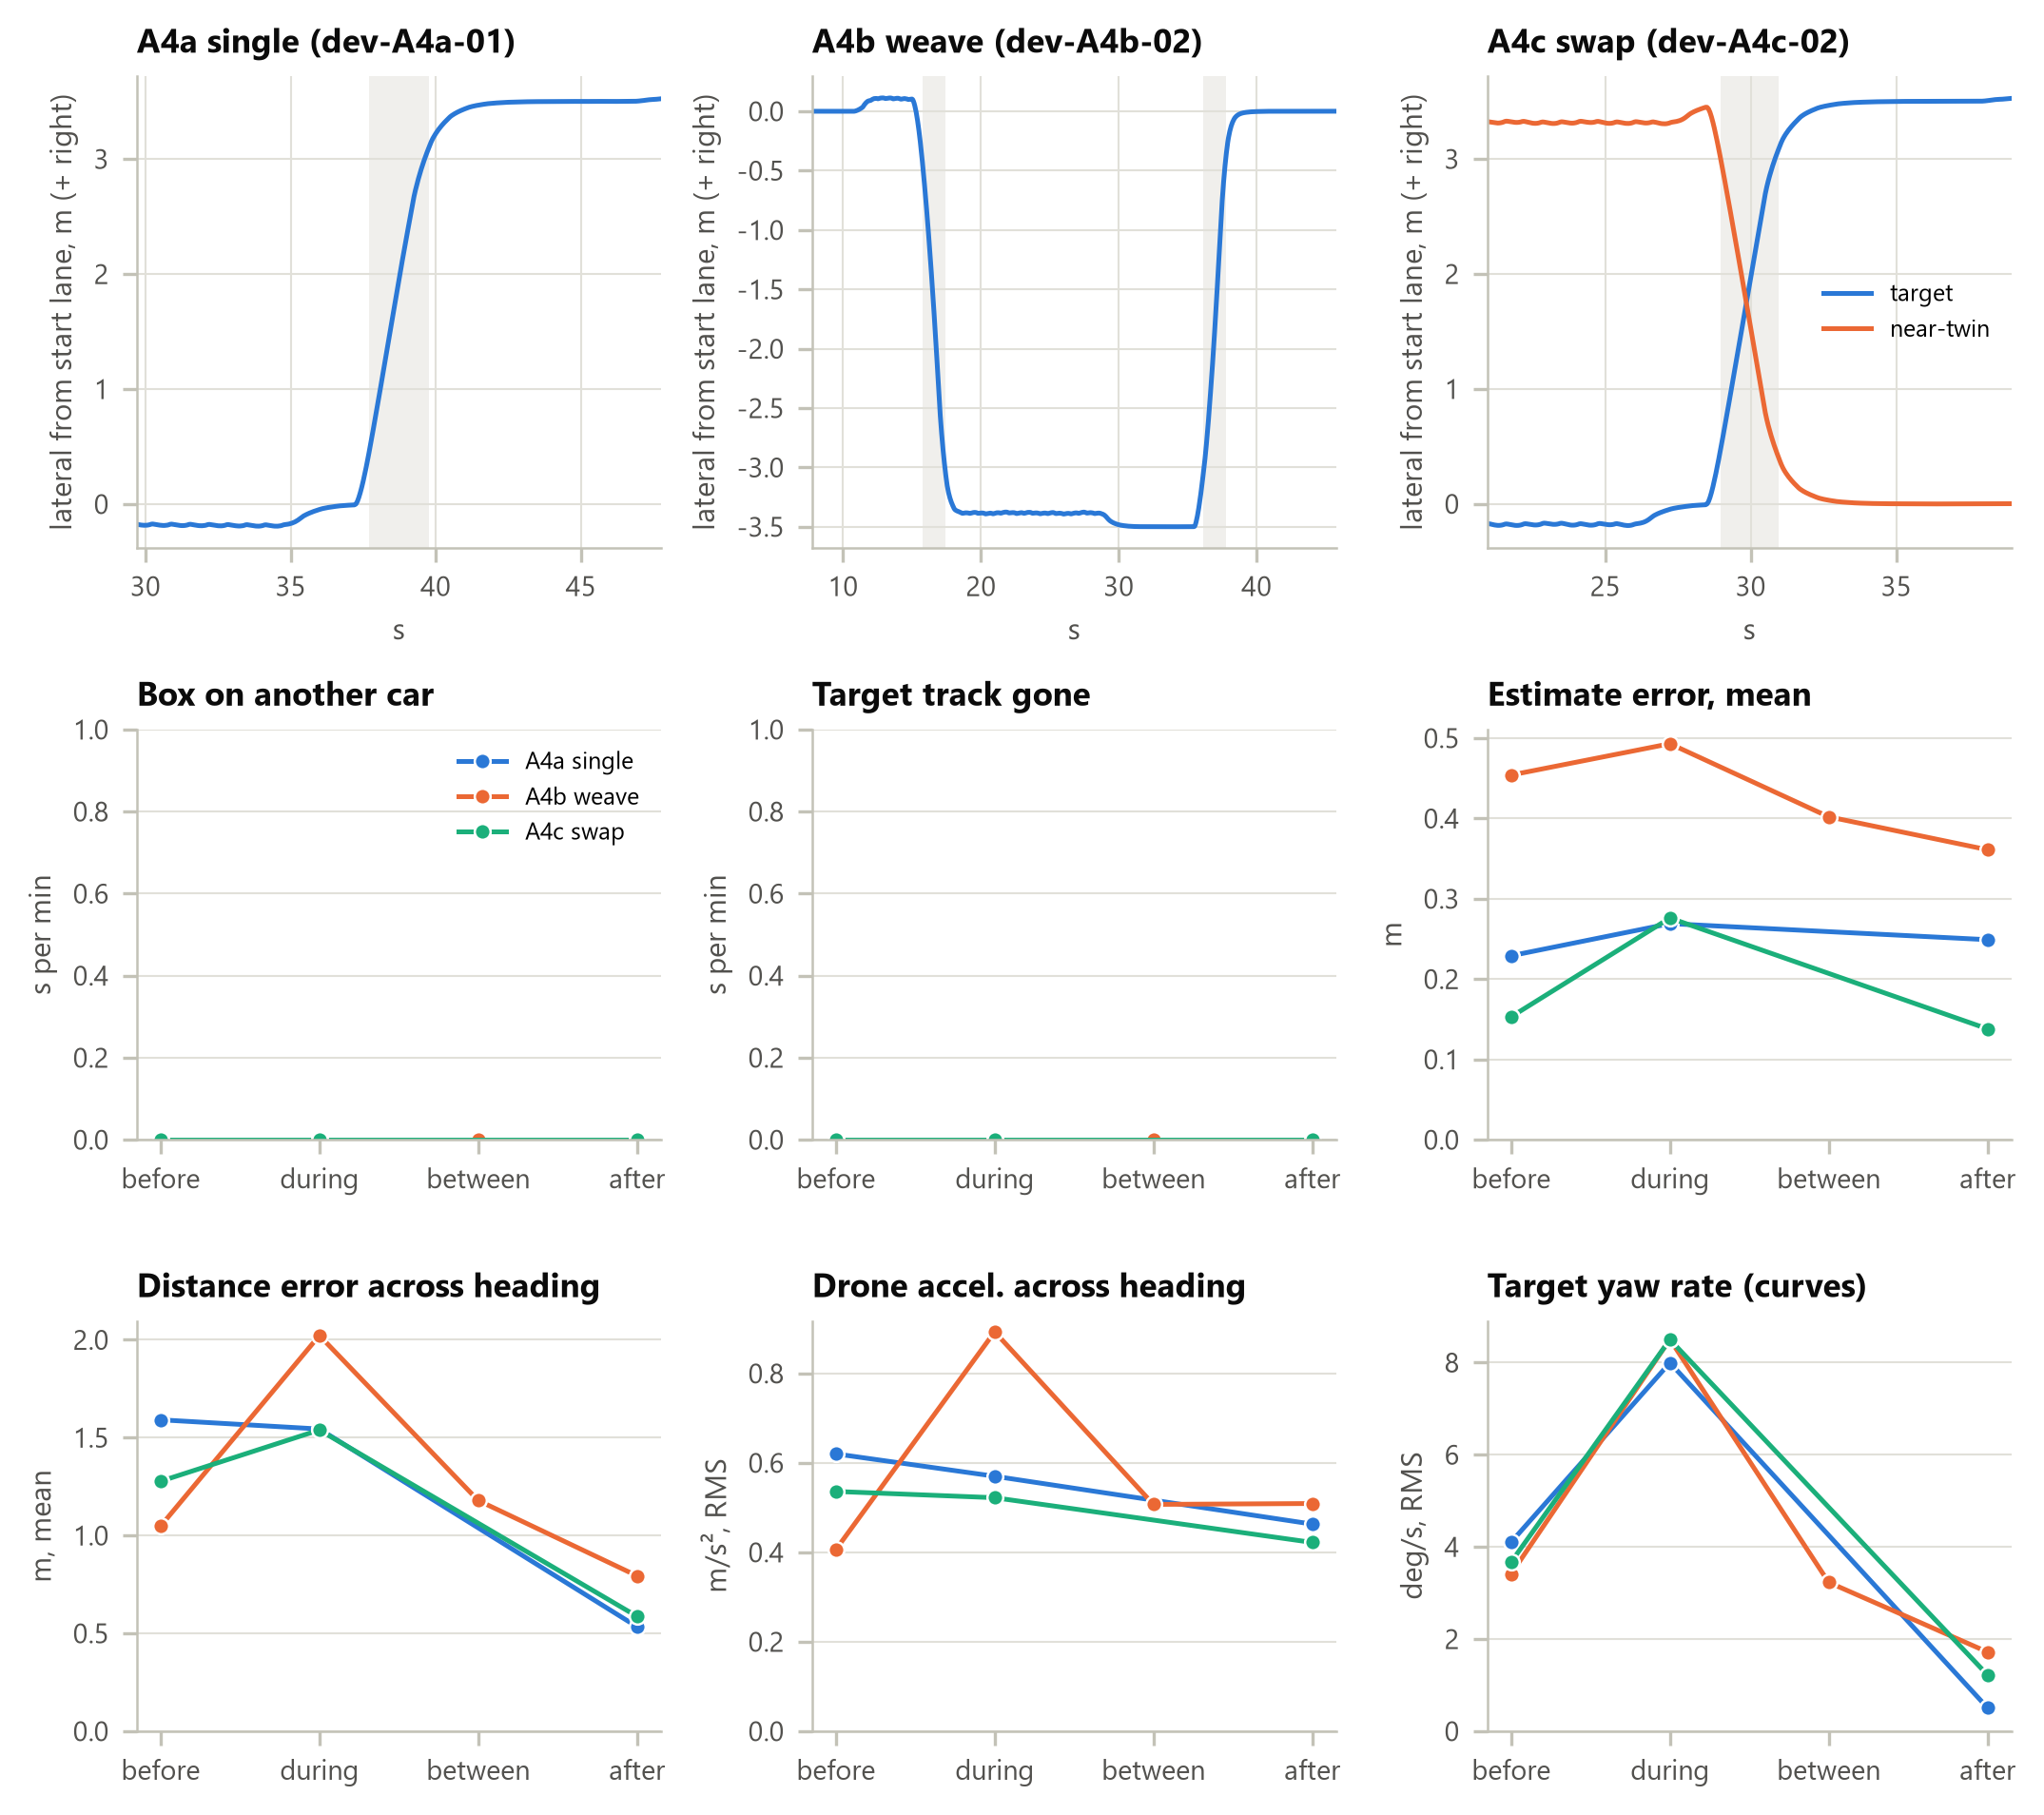 A4a single (dev-A4a-01)
lateral from start lane, m (+ right)
3
2
1
0
30
35
40
45
s
A4b weave (dev-A4b-02)
lateral from start lane, m (+ right)
0.0
-0.5
-1.0
-1.5
-2.0
-2.5
-3.0
-3.5
10
20
30
40
s
A4c swap (dev-A4c-02)
lateral from start lane, m (+ right)
3
2
1
0
target
near-twin
25
30
35
s
Box on another car
s per min
1.0
0.8
0.6
0.4
0.2
0.0
A4a single
A4b weave
A4c swap
before
during
between
after
Target track gone
s per min
1.0
0.8
0.6
0.4
0.2
0.0
before
during
between
after
Estimate error, mean
m
0.5
0.4
0.3
0.2
0.1
0.0
before
during
between
after
Distance error across heading
m, mean
2.0
1.5
1.0
0.5
0.0
before
during
between
after
Drone accel. across heading
m/s², RMS
0.8
0.6
0.4
0.2
0.0
before
during
between
after
Target yaw rate (curves)
deg/s, RMS
8
6
4
2
0
before
during
between
after